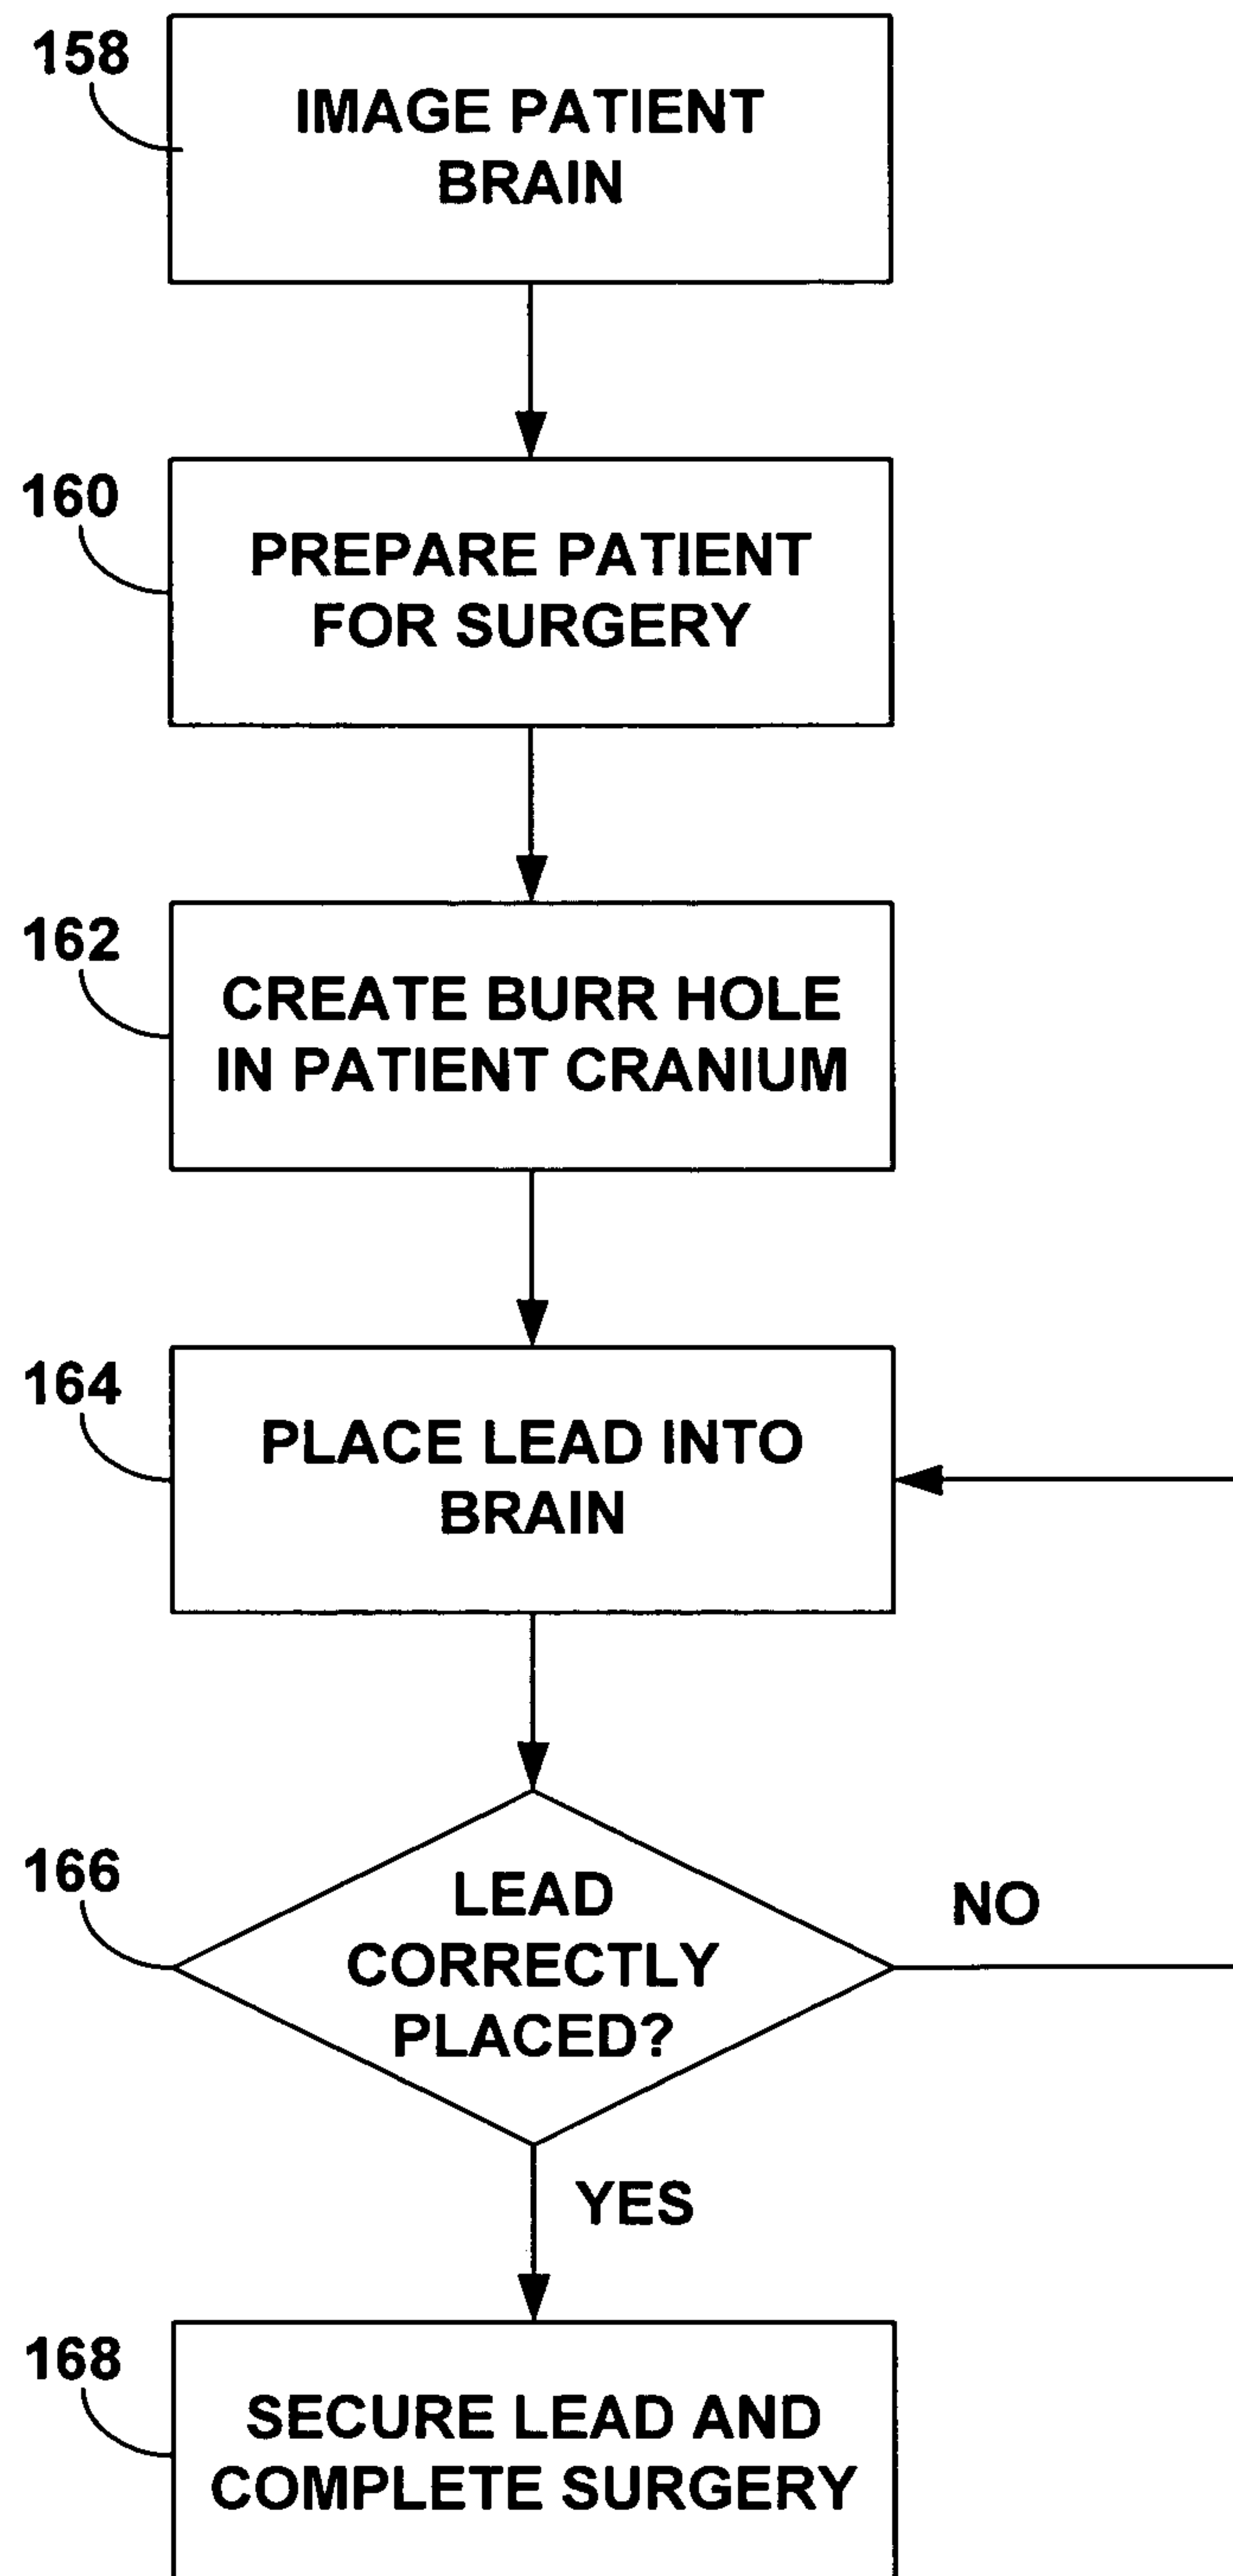 158
IMAGE PATIENT
BRAIN
160
PREPARE PATIENT
FOR SURGERY
162
CREATE BURR HOLE
IN PATIENT CRANIUM
164
PLACE LEAD INTO
BRAIN
166
LEAD
CORRECTLY
PLACED?
NO
YES
168
SECURE LEAD AND
COMPLETE SURGERY